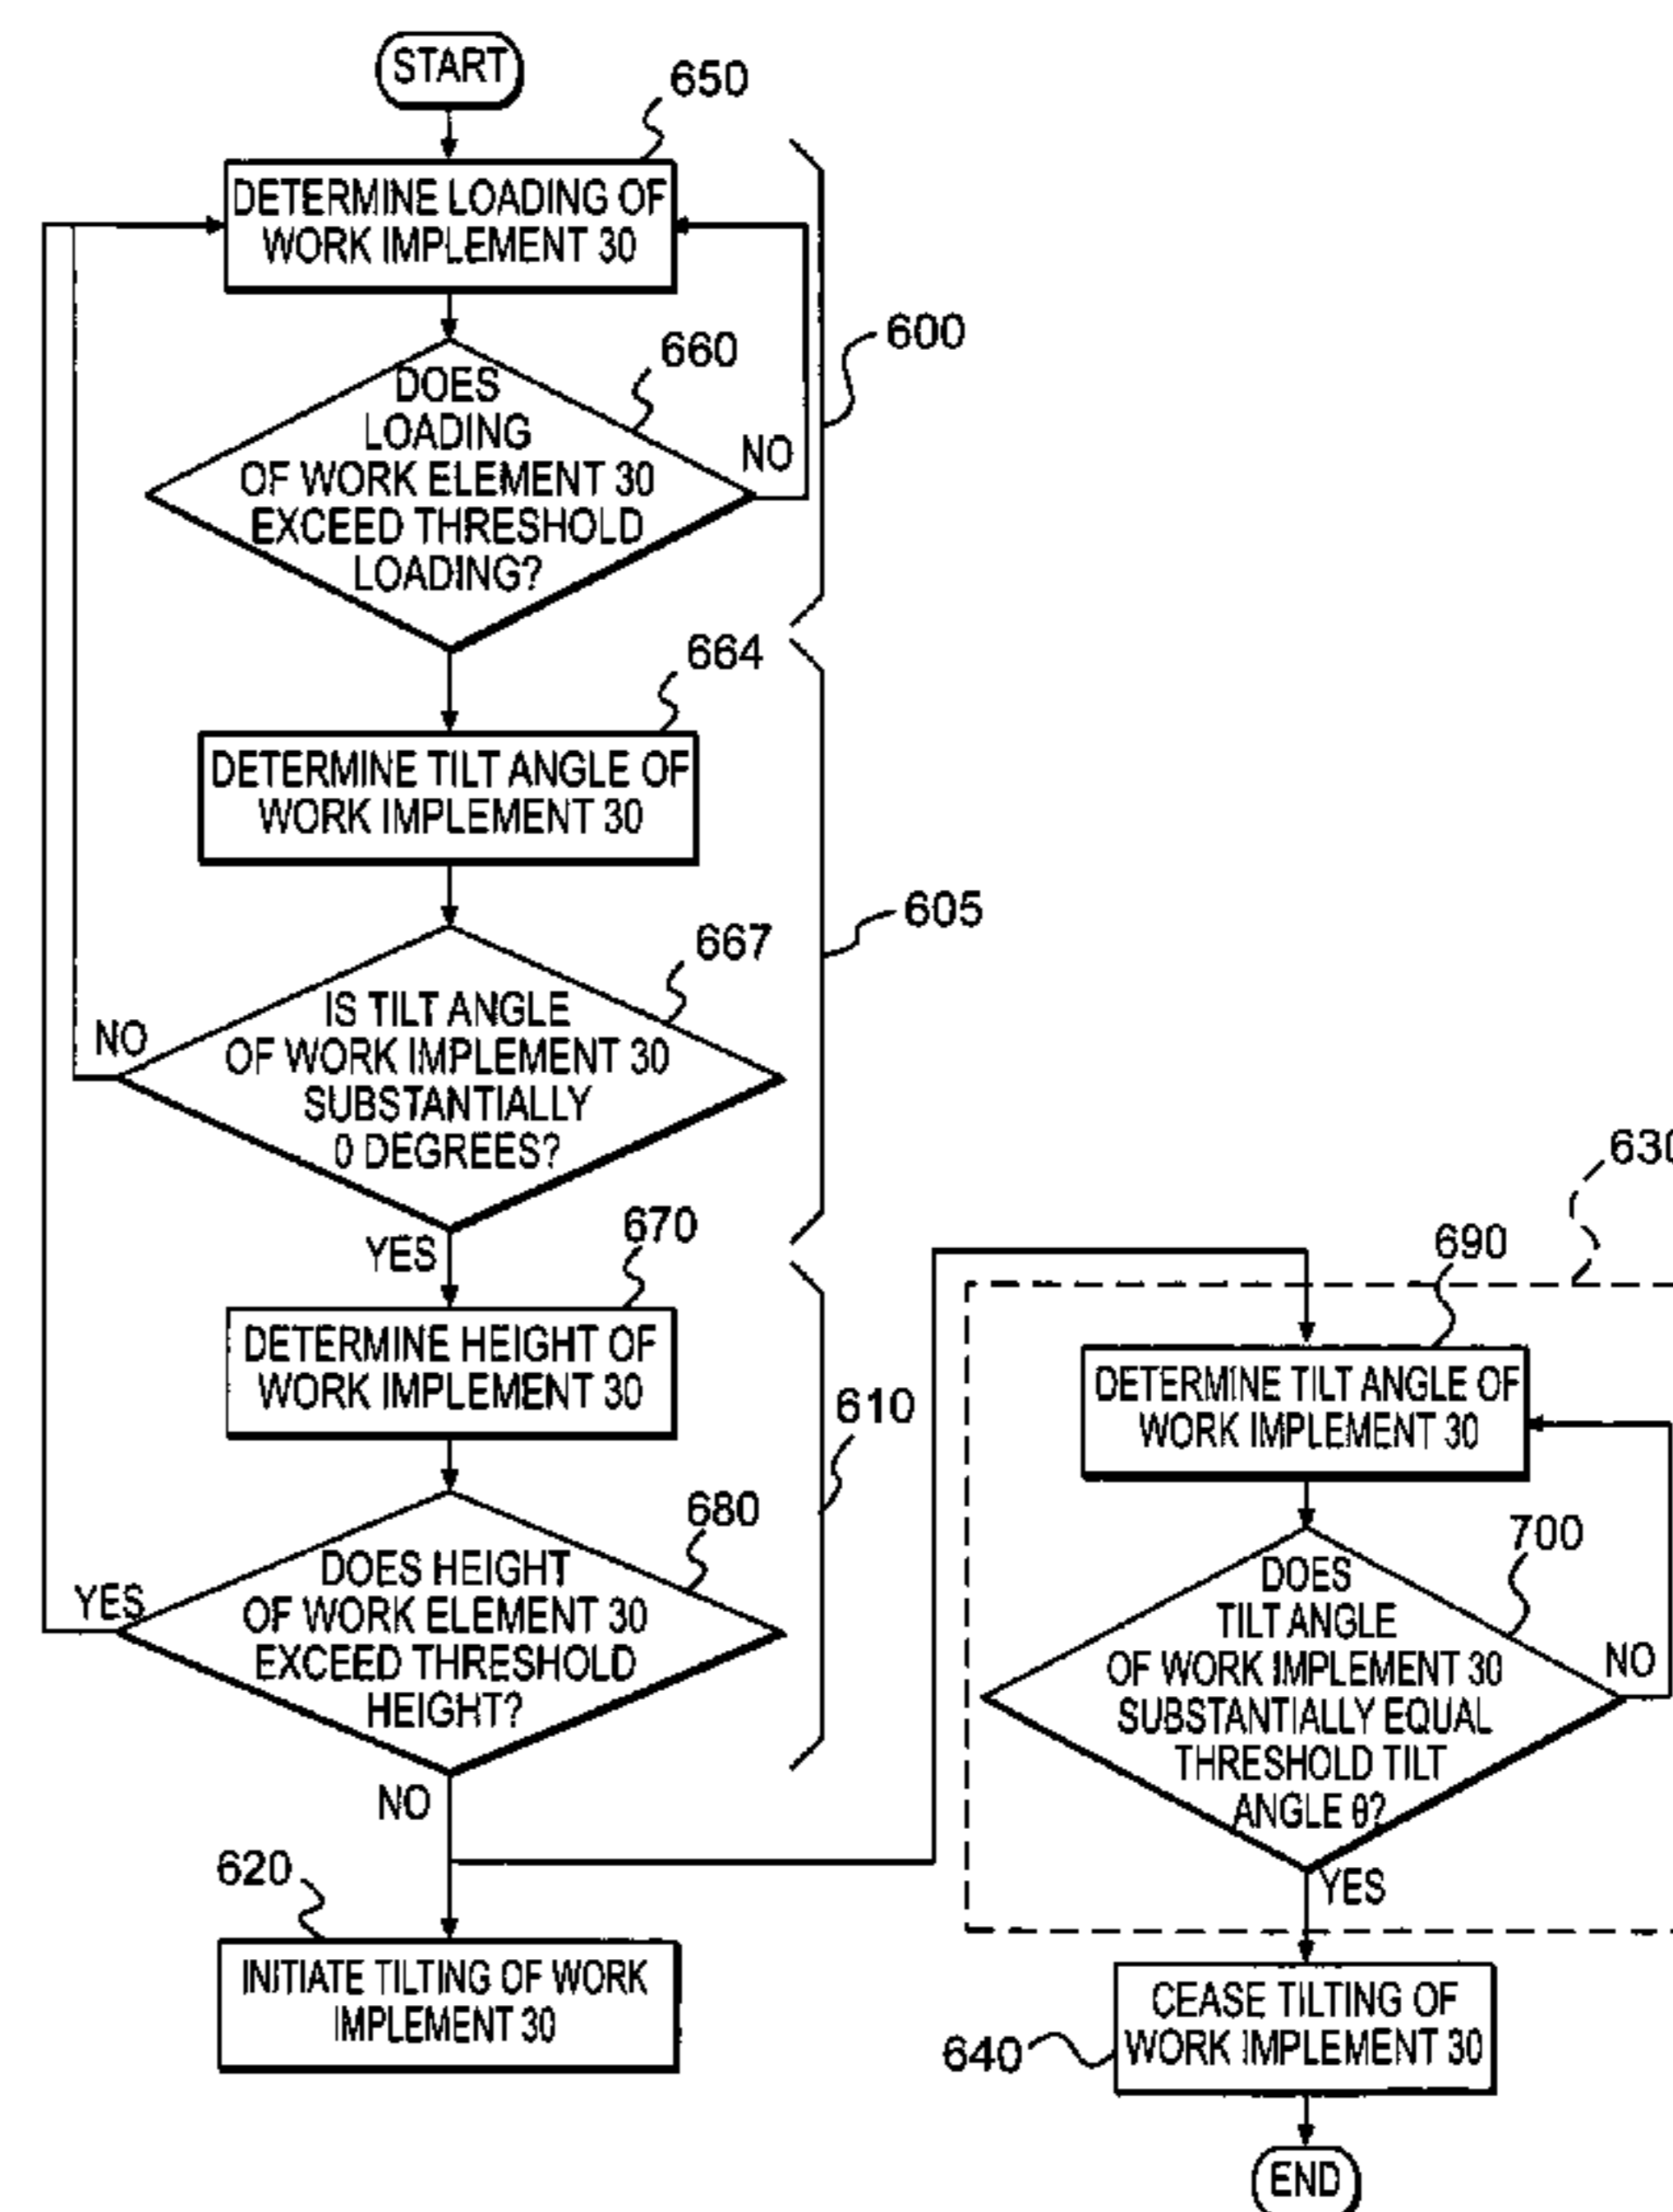 START
650
DETERMINE LOADING OF
WORK IMPLEMENT 30
660
DOES
LOADING
OF WORK ELEMENT 30
EXCEED THRESHOLD
LOADING?
NO
600
664
DETERMINE TILT ANGLE OF
WORK IMPLEMENT 30
605
667
IS TILT ANGLE
OF WORK IMPLEMENT 30
SUBSTANTIALLY
0 DEGREES?
NO
YES
670
DETERMINE HEIGHT OF
WORK IMPLEMENT 30
610
680
DOES HEIGHT
OF WORK ELEMENT 30
EXCEED THRESHOLD
HEIGHT?
YES
NO
620
INITIATE TILTING OF WORK
IMPLEMENT 30
630
690
DETERMINE TILT ANGLE OF
WORK IMPLEMENT 30
700
DOES
TILT ANGLE
OF WORK IMPLEMENT 30
SUBSTANTIALLY EQUAL
THRESHOLD TILT
ANGLE θ?
NO
YES
CEASE TILTING OF
WORK IMPLEMENT 30
640
END